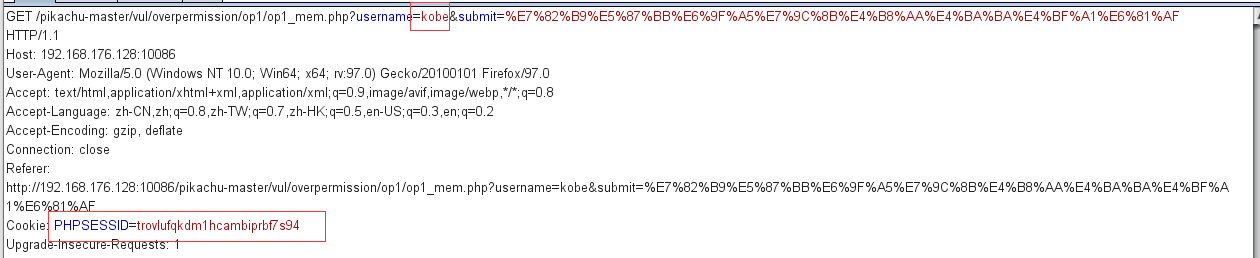 GET /pikachu-master/vul/overpermission/op1/op1_mem.php?username=kobe&submit=%E7%82%B9%E5%87%BB%E6%9F%A5%E7%9C%8B%E4%B8%AA%E4%BA%BA%E4%BF%A1%E6%81%AF
HTTP/1.1
Host: 192.168.176.128:10086
User-Agent: Mozilla/5.0 (Windows NT 10.0; Win64; x64; rv:97.0) Gecko/20100101 Firefox/97.0
Accept: text/html,application/xhtml+xml,application/xml;q=0.9,image/avif,image/webp,*/*;q=0.8
Accept-Language: zh-CN,zh;q=0.8,zh-TW;q=0.7,zh-HK;q=0.5,en-US;q=0.3,en;q=0.2
Accept-Encoding: gzip, deflate
Connection: close
Referer:
http://192.168.176.128:10086/pikachu-master/vul/overpermission/op1/op1_mem.php?username=kobe&submit=%E7%82%B9%E5%87%BB%E6%9F%A5%E7%9C%8B%E4%B8%AA%E4%BA%BA%E4%BF%A
1%E6%81%AF
Cookie: PHPSESSID=trovlufqkdm1hcambiprbf7s94
Upgrade-Insecure-Requests: 1